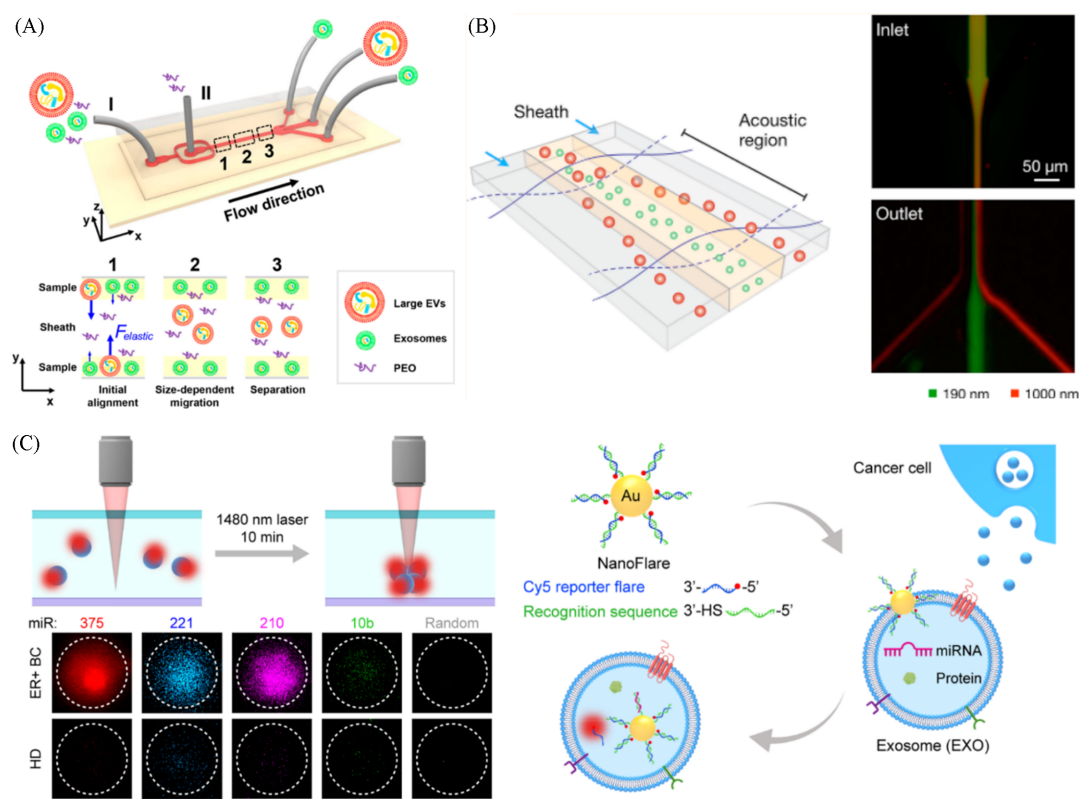 (A)
I
II
1
2
3
Flow direction
z
y
x
1
2
3
Sample
Sheath
Sample
Felastic
y
x
Initial
alignment
Size-dependent
migration
Separation
Large EVs
Exosomes
PEO
(B)
Sheath
Acoustic
region
Inlet
50 μm
Outlet
190 nm
1000 nm
(C)
1480 nm laser
10 min
miR:
375
221
210
10b
Random
ER+ BC
HD
Au
NanoFlare
Cy5 reporter flare
3'-
-5'
Recognition sequence
3'-HS
-5'
Cancer cell
miRNA
Protein
Exosome (EXO)